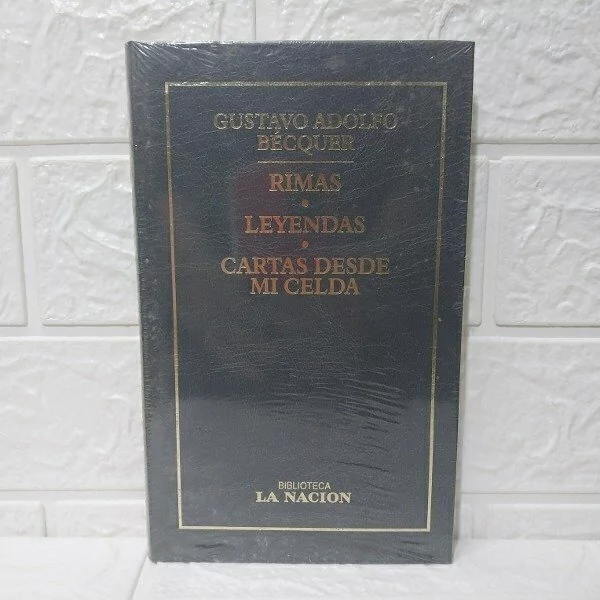 GUSTAVO ADOLFO
BÉCQUER
RIMAS
•
LEYENDAS
•
CARTAS DESDE
MI CELDA
BIBLIOTECA
LA NACION